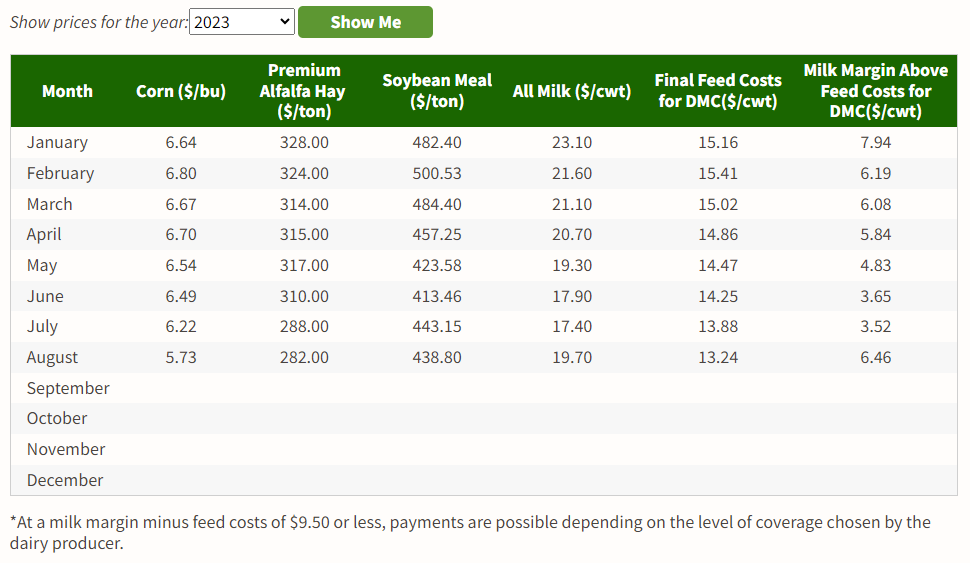 Show prices for the year: 2023 Show Me
Month Corn ($/bu) Premium Alfalfa Hay ($/ton) Soybean Meal ($/ton) All Milk ($/cwt) Final Feed Costs for DMC($/cwt) Milk Margin Above Feed Costs for DMC($/cwt)
January 6.64 328.00 482.40 23.10 15.16 7.94
February 6.80 324.00 500.53 21.60 15.41 6.19
March 6.67 314.00 484.40 21.10 15.02 6.08
April 6.70 315.00 457.25 20.70 14.86 5.84
May 6.54 317.00 423.58 19.30 14.47 4.83
June 6.49 310.00 413.46 17.90 14.25 3.65
July 6.22 288.00 443.15 17.40 13.88 3.52
August 5.73 282.00 438.80 19.70 13.24 6.46
September
October
November
December
*At a milk margin minus feed costs of $9.50 or less, payments are possible depending on the level of coverage chosen by the
dairy producer.